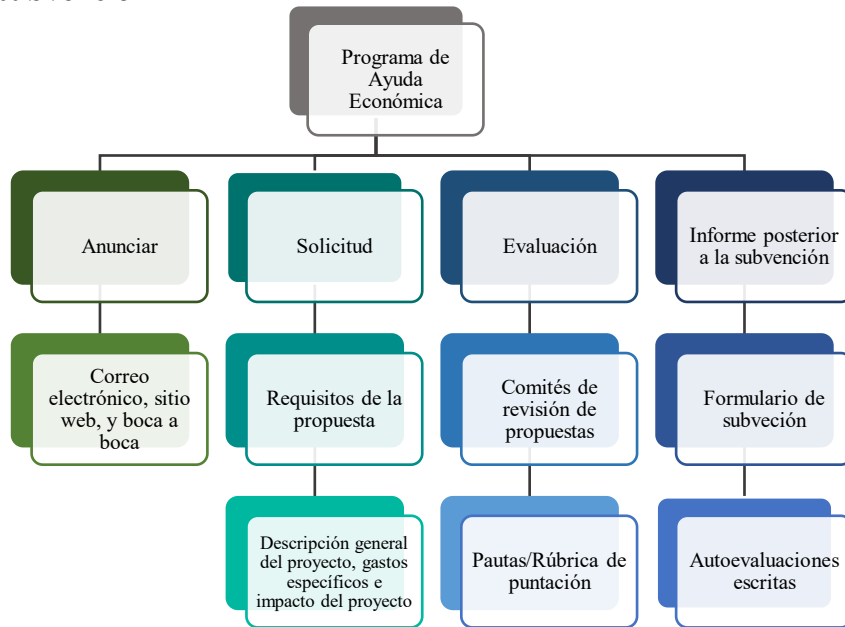 Programa de
Ayuda
Económica
Anunciar
Solicitud
Evaluación
Informe posterior
a la subvención
Correo
electrónico, sitio
web, y boca a
boca
Requisitos de la
propuesta
Comités de
revisión de
propuestas
Formulario de
subveción
Descripción general
del proyecto, gastos
específicos e
impacto del proyecto
Pautas/Rúbrica de
puntación
Autoevaluaciones
escritas